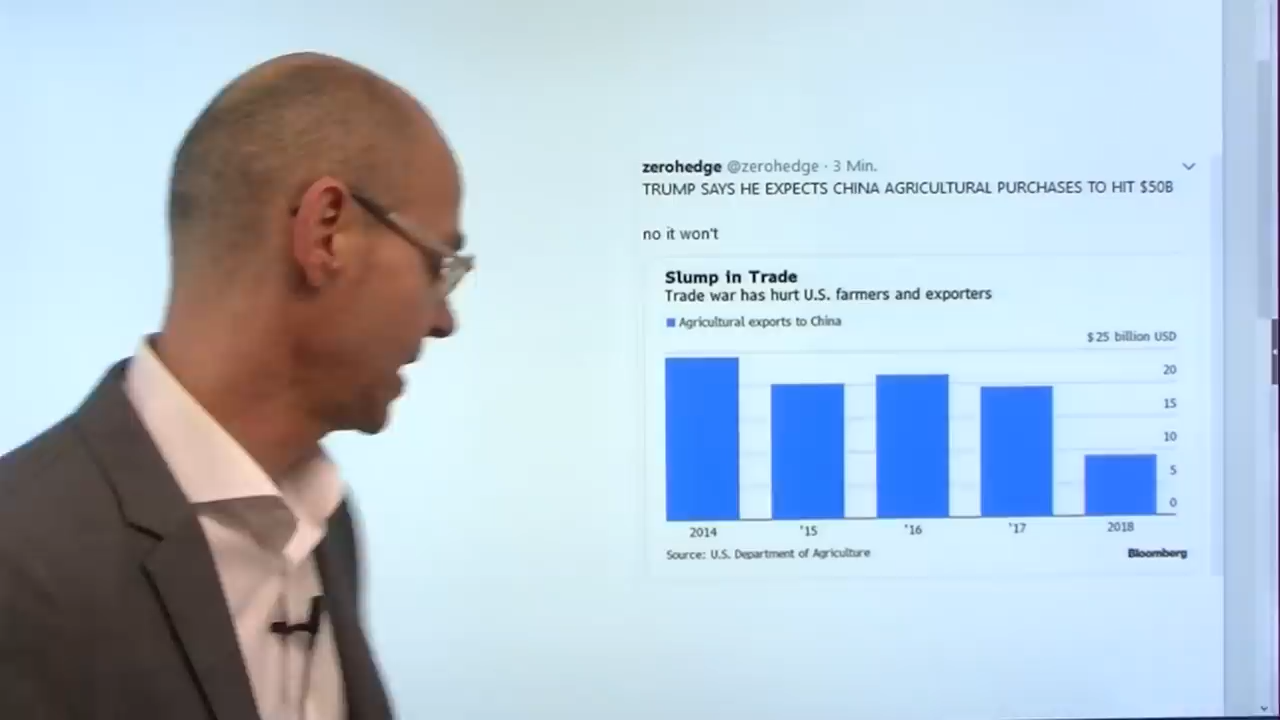 zerohedge @zerohedge · 3 Min.
TRUMP SAYS HE EXPECTS CHINA AGRICULTURAL PURCHASES TO HIT $50B
no it won't
Slump in Trade
Trade war has hurt U.S. farmers and exporters
Agricultural exports to China
$25 billion USD
20
15
10
5
0
2014 '15 '16 '17 2018
Source: U.S. Department of Agriculture Bloomberg